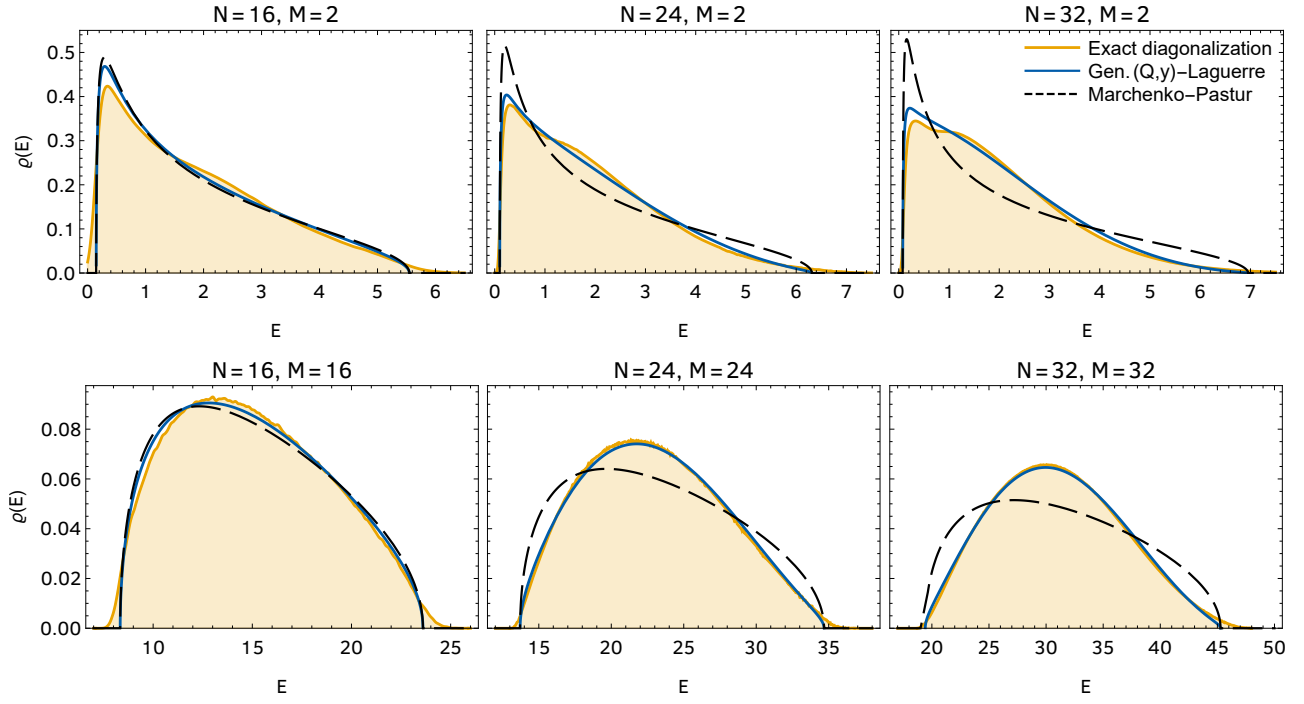 N=16, M=2
N=24, M=2
N=32, M=2
ϱ(E)
0.5
0.4
0.3
0.2
0.1
0.0
Exact diagonalization
Gen. (Q,y)−Laguerre
Marchenko−Pastur
0 1 2 3 4 5 6
0 1 2 3 4 5 6 7
0 1 2 3 4 5 6 7
E
E
E
N=16, M=16
N=24, M=24
N=32, M=32
ϱ(E)
0.08
0.06
0.04
0.02
0.00
10 15 20 25
15 20 25 30 35
20 25 30 35 40 45 50
E
E
E